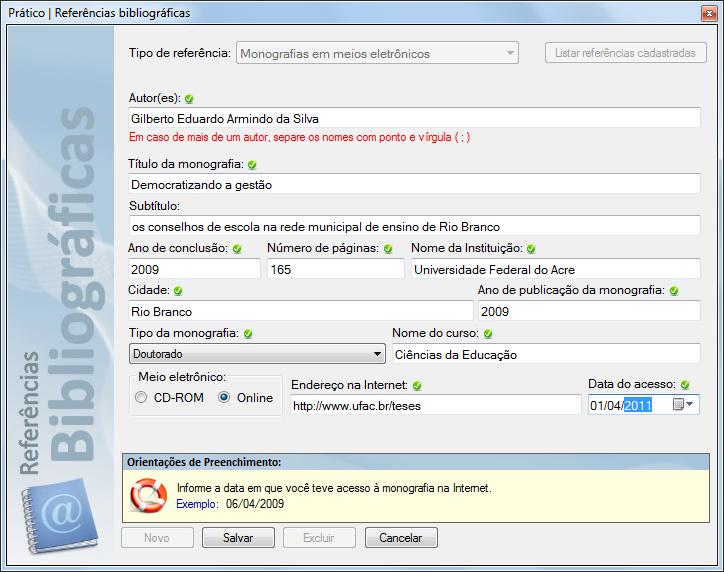 Prático | Referências bibliográficas
Tipo de referência: Monografias em meios eletrônicos Listar referências cadastradas
Autor(es):
Gilberto Eduardo Armindo da Silva
Em caso de mais de um autor, separe os nomes com ponto e vírgula ( ; )
Título da monografia:
Democratizando a gestão
Subtítulo:
os conselhos de escola na rede municipal de ensino de Rio Branco
Ano de conclusão: Número de páginas: Nome da Instituição:
2009 165 Universidade Federal do Acre
Cidade: Ano de publicação da monografia:
Rio Branco 2009
Tipo da monografia: Nome do curso:
Doutorado Ciências da Educação
Meio eletrônico: Endereço na Internet: Data do acesso:
CD-ROM Online http://www.ufac.br/teses 01/04/2011
Referências
Bibliográficas
@
Orientações de Preenchimento:
Informe a data em que você teve acesso à monografia na Internet.
Exemplo: 06/04/2009
Novo Salvar Excluir Cancelar